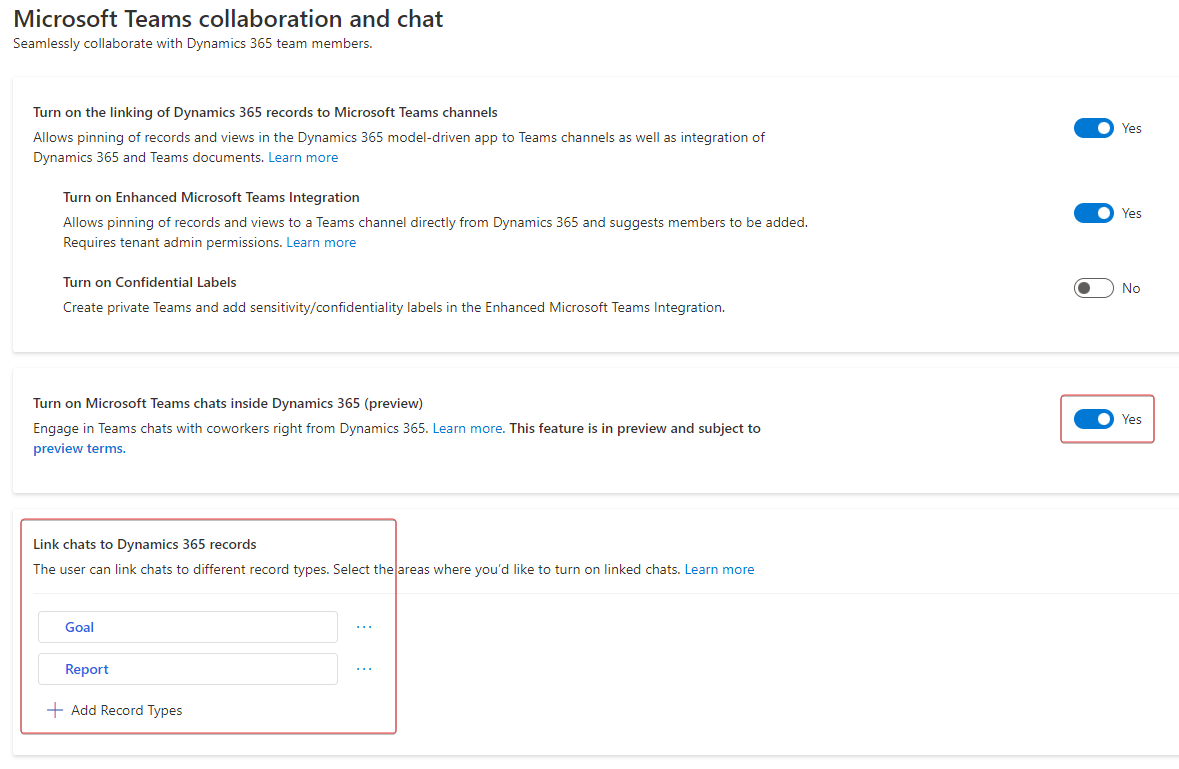 Microsoft Teams collaboration and chat
Seamlessly collaborate with Dynamics 365 team members.
Turn on the linking of Dynamics 365 records to Microsoft Teams channels
Allows pinning of records and views in the Dynamics 365 model-driven app to Teams channels as well as integration of
Dynamics 365 and Teams documents. Learn more
Yes
Turn on Enhanced Microsoft Teams Integration
Allows pinning of records and views to a Teams channel directly from Dynamics 365 and suggests members to be added.
Requires tenant admin permissions. Learn more
Yes
Turn on Confidential Labels
Create private Teams and add sensitivity/confidentiality labels in the Enhanced Microsoft Teams Integration.
No
Turn on Microsoft Teams chats inside Dynamics 365 (preview)
Engage in Teams chats with coworkers right from Dynamics 365. Learn more. This feature is in preview and subject to
preview terms.
Yes
Link chats to Dynamics 365 records
The user can link chats to different record types. Select the areas where you'd like to turn on linked chats. Learn more
Goal
Report
Add Record Types